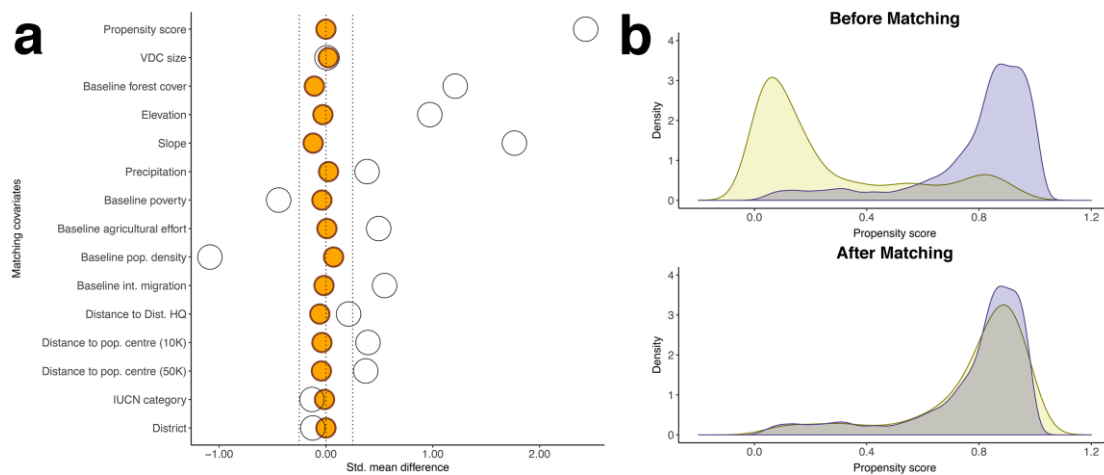 a
Matching covariates
Propensity score
VDC size
Baseline forest cover
Elevation
Slope
Precipitation
Baseline poverty
Baseline agricultural effort
Baseline pop. density
Baseline int. migration
Distance to Dist. HQ
Distance to pop. centre (10K)
Distance to pop. centre (50K)
IUCN category
District
-1.00 0.00 1.00 2.00
Std. mean difference
b
Before Matching
Density
4
3
2
1
0
0.0 0.4 0.8 1.2
Propensity score
After Matching
Density
4
3
2
1
0
0.0 0.4 0.8 1.2
Propensity score